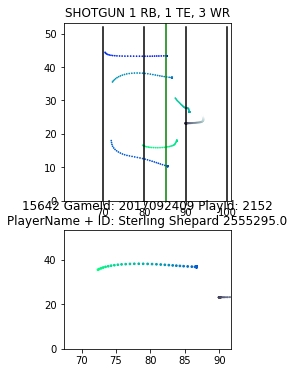 SHOTGUN 1 RB, 1 TE, 3 WR
50
40
30
20
10
0
70 80 90 100
15642 GameId: 2017092409 PlayId: 2152
PlayerName + ID: Sterling Shepard 2555295.0
40
20
0
70 75 80 85 90